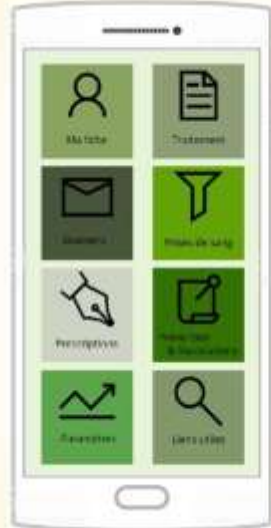 Ma fiche
Traitement
Prises de sang
Prescriptions
Paramètres
Liens utiles